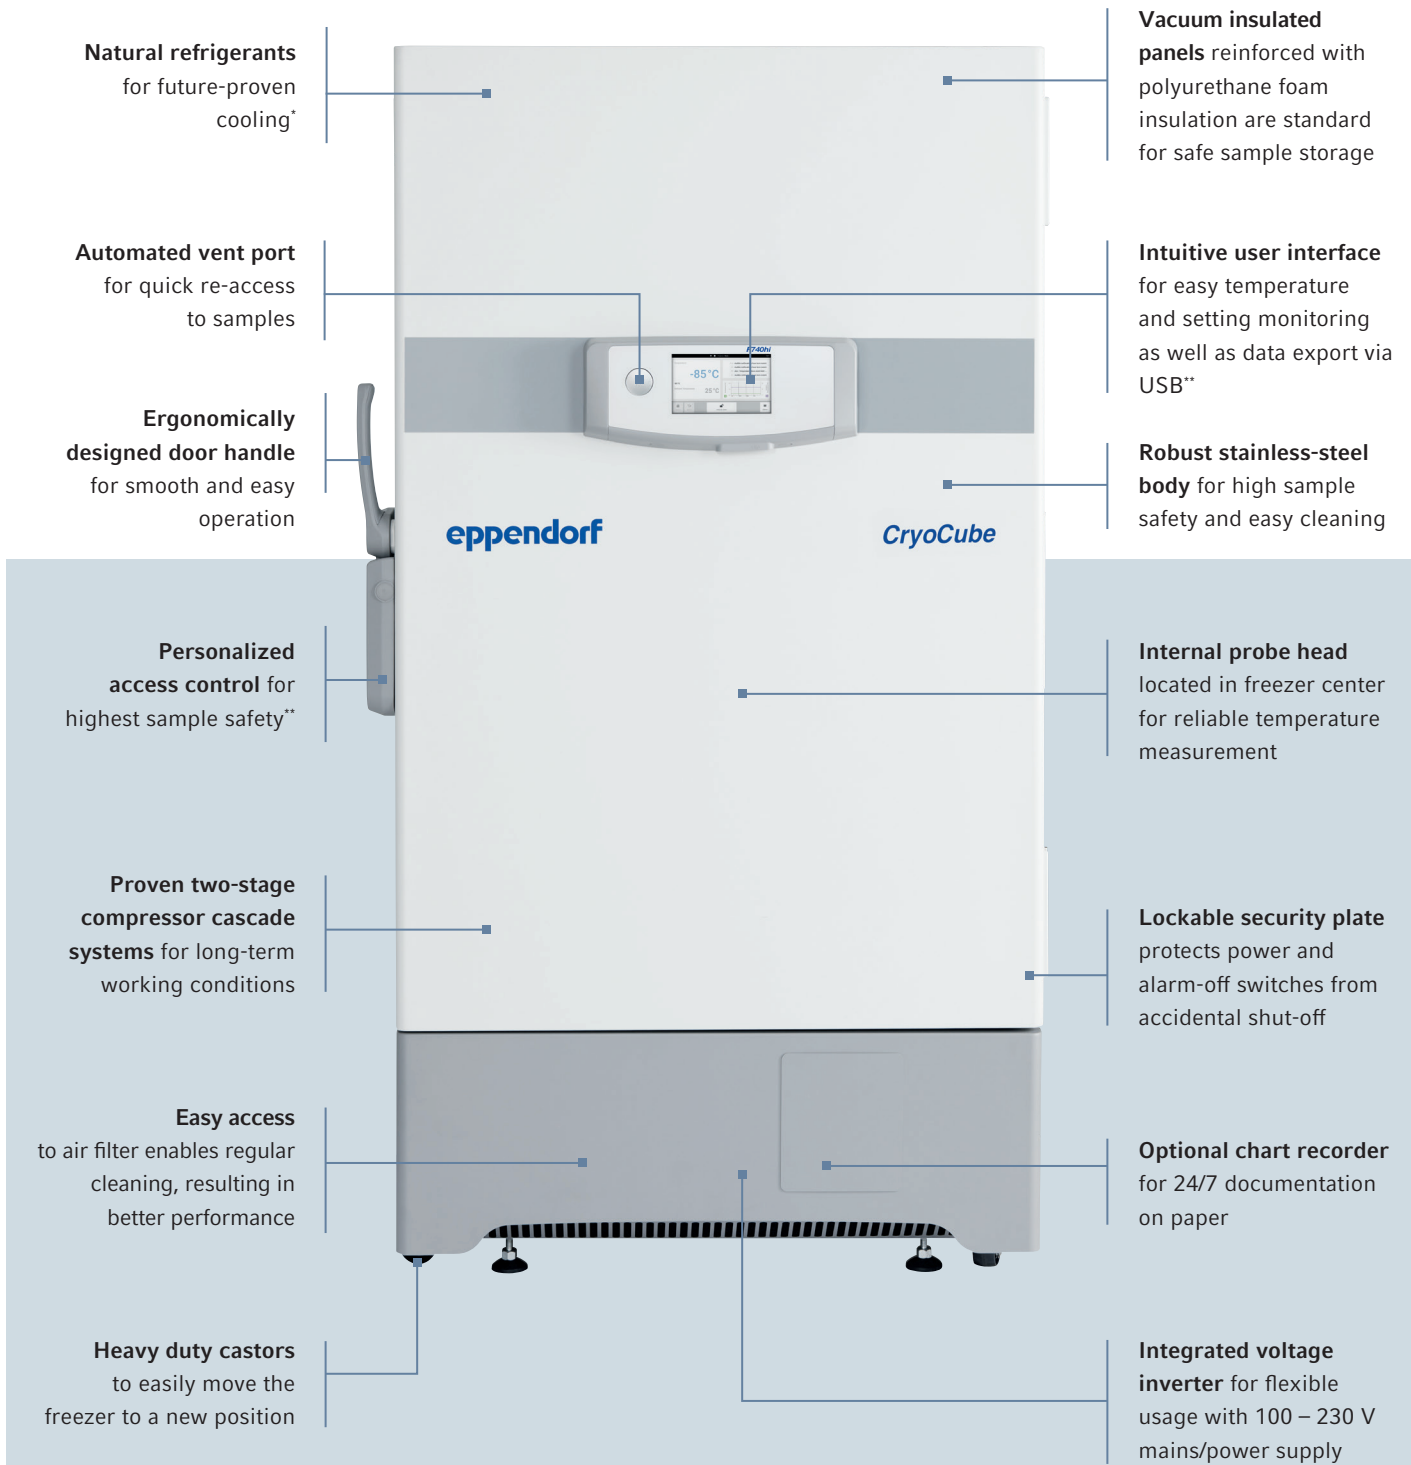 Natural refrigerants
for future-proven
cooling*
Automated vent port
for quick re-access
to samples
Ergonomically
designed door handle
for smooth and easy
operation
Personalized
access control for
highest sample safety**
Proven two-stage
compressor cascade
systems for long-term
working conditions
Easy access
to air filter enables regular
cleaning, resulting in
better performance
Heavy duty castors
to easily move the
freezer to a new position
F740hi
-85°C
25°C
eppendorf
CryoCube
Vacuum insulated
panels reinforced with
polyurethane foam
insulation are standard
for safe sample storage
Intuitive user interface
for easy temperature
and setting monitoring
as well as data export via
USB**
Robust stainless-steel
body for high sample
safety and easy cleaning
Internal probe head
located in freezer center
for reliable temperature
measurement
Lockable security plate
protects power and
alarm-off switches from
accidental shut-off
Optional chart recorder
for 24/7 documentation
on paper
Integrated voltage
inverter for flexible
usage with 100 – 230 V
mains/power supply